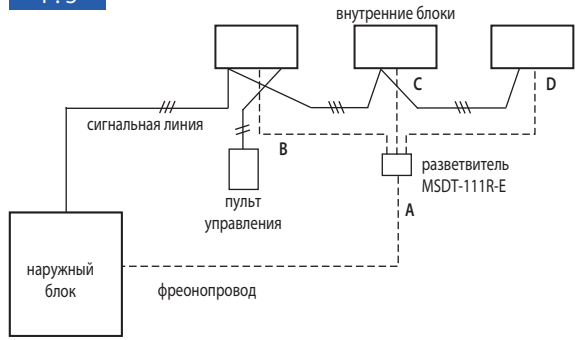 внутренние блоки
C
D
сигнальная линия
B
разветвитель
MSDT-111R-E
пульт
управления
A
наружный
блок
фреонопровод